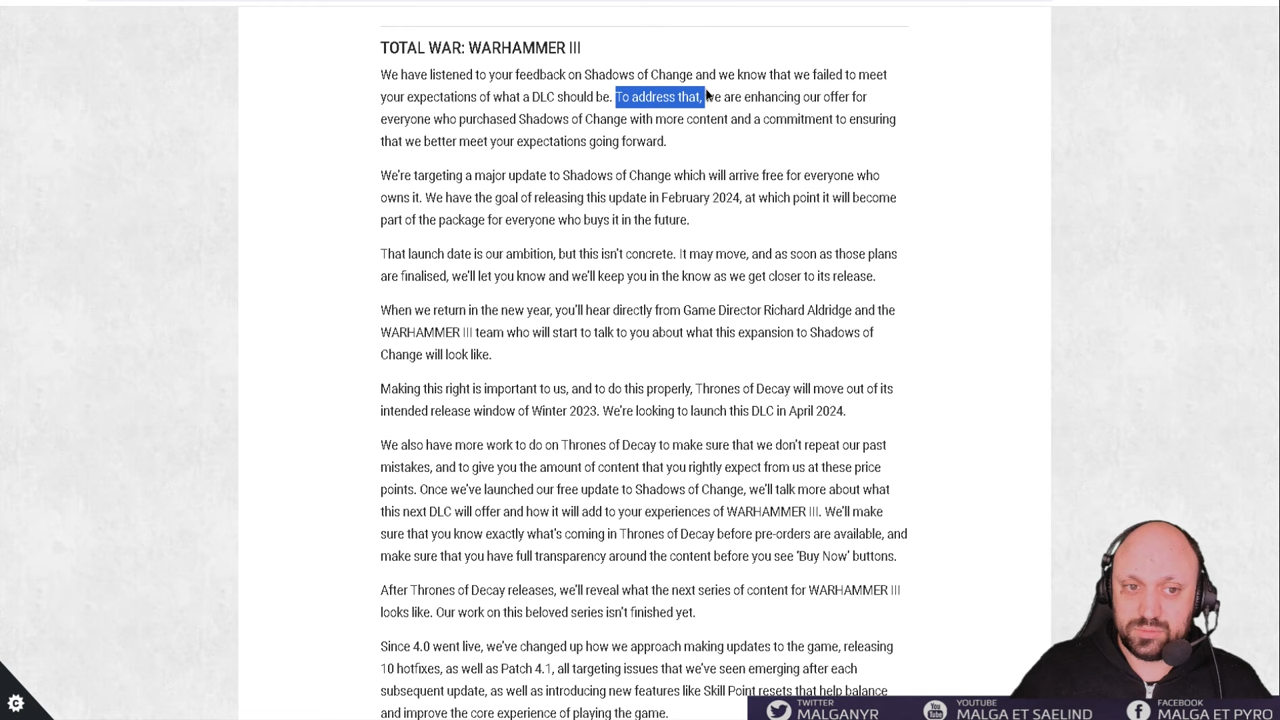 TOTAL WAR: WARHAMMER III
We have listened to your feedback on Shadows of Change and we know that we failed to meet
your expectations of what a DLC should be. To address that, we are enhancing our offer for
everyone who purchased Shadows of Change with more content and a commitment to ensuring
that we better meet your expectations going forward.
We're targeting a major update to Shadows of Change which will arrive free for everyone who
owns it. We have the goal of releasing this update in February 2024, at which point it will become
part of the package for everyone who buys it in the future.
That launch date is our ambition, but this isn't concrete. It may move, and as soon as those plans
are finalised, we'll let you know and we'll keep you in the know as we get closer to its release.
When we return in the new year, you'll hear directly from Game Director Richard Aldridge and the
WARHAMMER III team who will start to talk to you about what this expansion to Shadows of
Change will look like.
Making this right is important to us, and to do this properly, Thrones of Decay will move out of its
intended release window of Winter 2023. We're looking to launch this DLC in April 2024.
We also have more work to do on Thrones of Decay to make sure that we don't repeat our past
mistakes, and to give you the amount of content that you rightly expect from us at these price
points. Once we've launched our free update to Shadows of Change, we'll talk more about what
this next DLC will offer and how it will add to your experiences of WARHAMMER III. We'll make
sure that you know exactly what's coming in Thrones of Decay before pre-orders are available, and
make sure that you have full transparency around the content before you see 'Buy Now' buttons.
After Thrones of Decay releases, we'll reveal what the next series of content for WARHAMMER III
looks like. Our work on this beloved series isn't finished yet.
Since 4.0 went live, we've changed up how we approach making updates to the game, releasing
10 hotfixes, as well as Patch 4.1, all targeting issues that we've seen emerging after each
subsequent update, as well as introducing new features like Skill Point resets that help balance
and improve the core experience of playing the game.
TWITTER
MALGANYR
You
Tube
YOUTUBE
MALGA ET SAELIND
FACEBOOK
MALGA ET PYRO